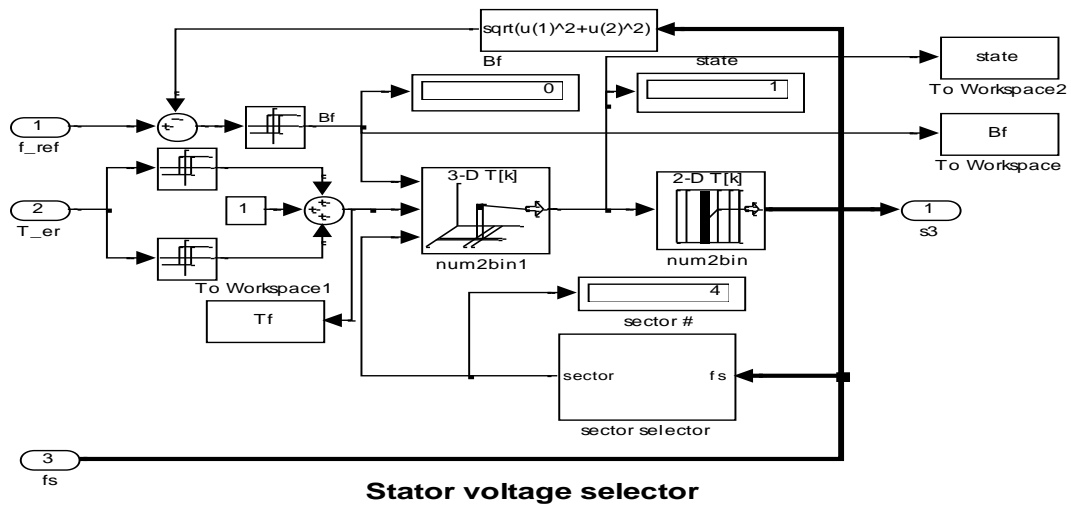 sqrt(u(1)^2+u(2)^2)
Bf
0
state
1
state
To Workspace2
1
f_ref
+
-
Bf
Bf
To Workspace
2
T_er
1
+
+
+
3-D T[k]
num2bin1
2-D T[k]
num2bin
1
s3
To Workspace1
Tf
4
sector #
sector
fs
sector selector
3
fs
Stator voltage selector